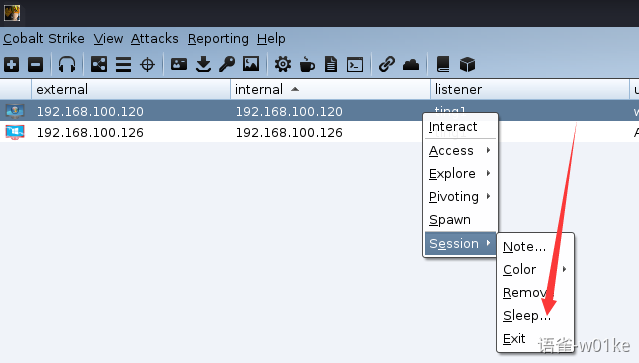 Cobalt Strike View Attacks Reporting Help
external internal listener u
192.168.100.120 192.168.100.120 ting1 w
192.168.100.126 192.168.100.126 A
Interact
Access
Explore
Pivoting
Spawn
Session
Note...
Color
Remove
Sleep...
Exit
语雀-w01ke